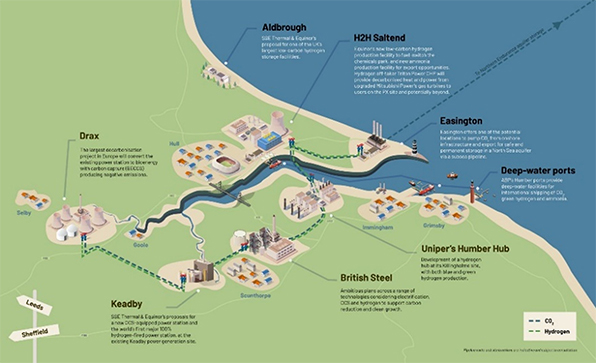 Aldbrough
SSE Thermal & Equinor's
proposal for one of the UK's
largest low-carbon hydrogen
storage facilities.
H2H Saltend
Equinor's new low-carbon hydrogen
production facility to fuel switch the
chemicals park and new ammonia
production facility for export opportunities.
Hydrogen off-taker Triton Power CHP will
provide decarbonised heat and power from
upgraded Mitsubishi Power's gas turbines to
users on the PX site and potentially beyond.
to Northern Endurance carbon storage
Easington
Easington offers one of the potential
locations to pump CO₂ from onshore
infrastructure and export for safe and
permanent storage in a North Sea aquifer
via a subsea pipeline.
Drax
The largest decarbonisation
project in Europe will convert the
existing power station to bioenergy
with carbon capture (BECCS)
producing negative emissions.
Hull
Deep-water ports
ABP's Humber ports provide
deep-water facilities for
international shipping of CO₂,
green hydrogen and ammonia.
Selby
Goole
Immingham
Grimsby
Uniper's Humber Hub
Development of a hydrogen
hub at its Killingholme site,
with both blue and green
hydrogen production.
British Steel
Ambitious plans across a range of
technologies considering electrification,
CCS and hydrogen to support carbon
reduction and clean growth.
Scunthorpe
Keadby
SSE Thermal & Equinor's proposals for
a new CCS-equipped power station and
the world's first major 100%
hydrogen-fired power station, at the
existing Keadby power generation site.
Leeds
Sheffield
CO₂
Hydrogen